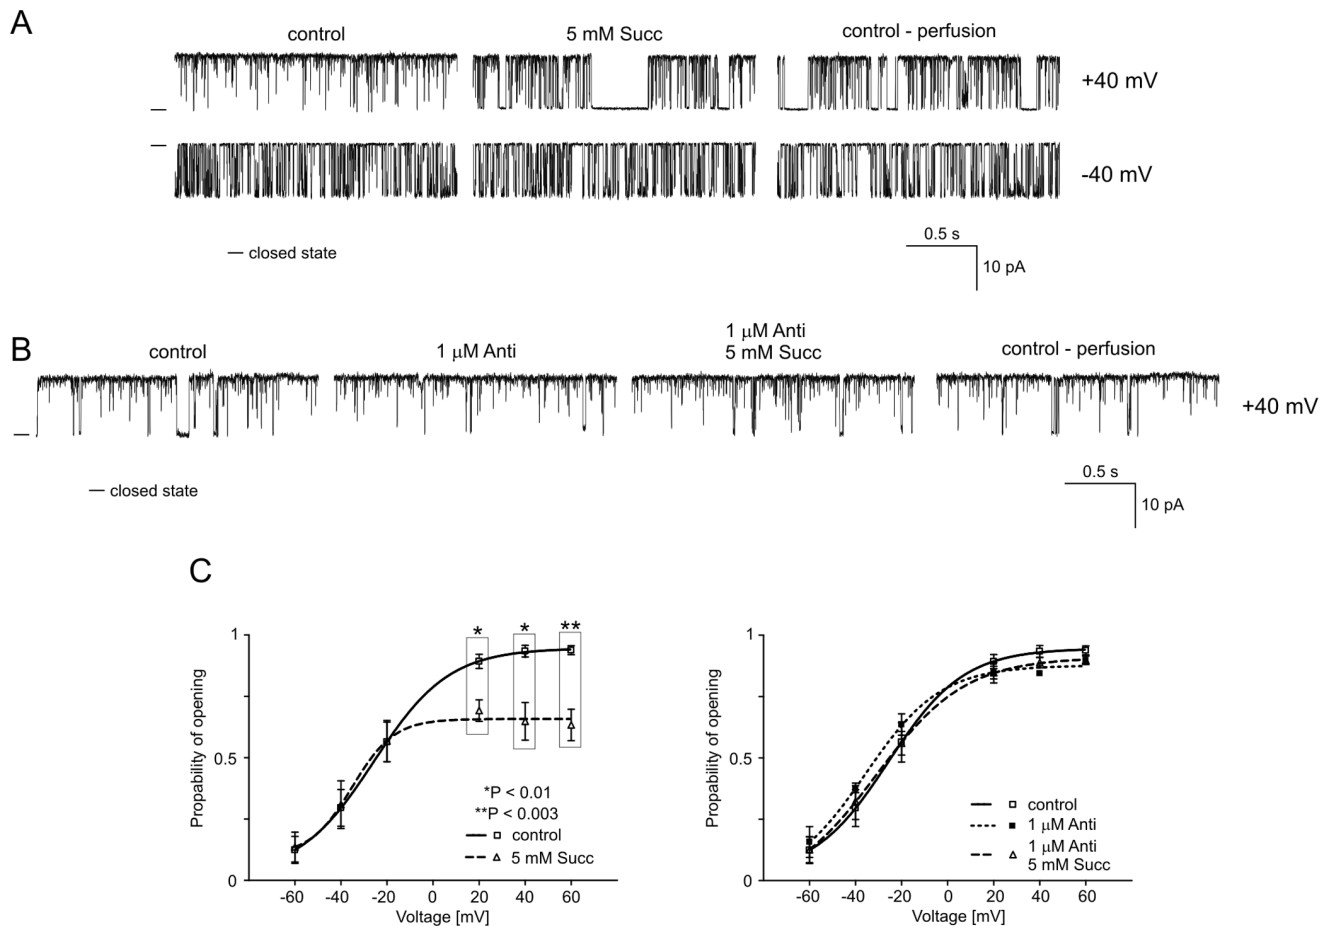 A
control
5 mM Succ
control - perfusion
+40 mV
-40 mV
— closed state
0.5 s
10 pA
B
control
1 μM Anti
1 μM Anti
5 mM Succ
control - perfusion
+40 mV
— closed state
0.5 s
10 pA
C
Propability of opening
1
0.5
0
* * **
*P < 0.01
**P < 0.003
control
5 mM Succ
-60 -40 -20 0 20 40 60
Voltage [mV]
Propability of opening
1
0.5
0
control
1 μM Anti
1 μM Anti
5 mM Succ
-60 -40 -20 0 20 40 60
Voltage [mV]